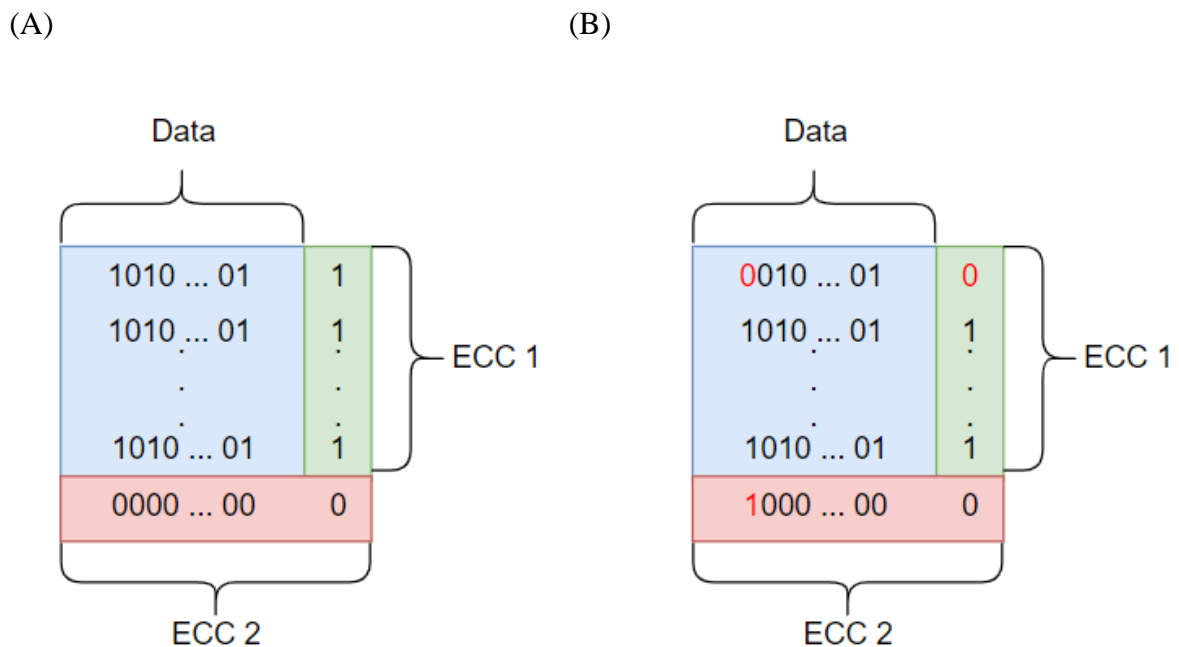 (A) (B)
Data Data
1010 ... 01 1 0010 ... 01 0
1010 ... 01 1 1010 ... 01 1
. . . .
. . . .
. . . .
ECC 1 ECC 1
1010 ... 01 1 1010 ... 01 1
0000 ... 00 0 1000 ... 00 0
ECC 2 ECC 2